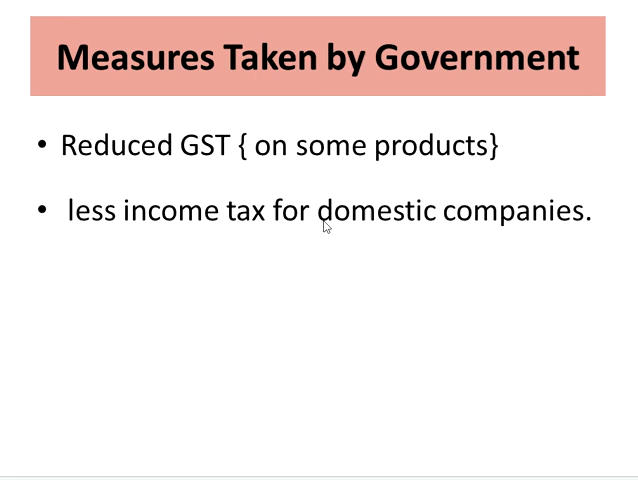 Measures Taken by Government
• Reduced GST { on some products}
• less income tax for domestic companies.